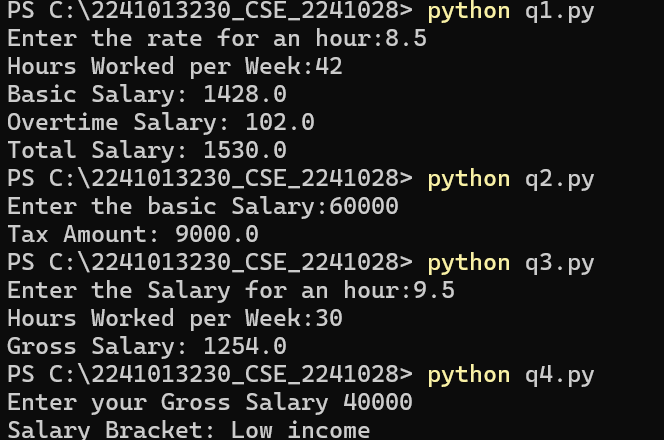 PS C:\2241013230_CSE_2241028> python q1.py
Enter the rate for an hour:8.5
Hours Worked per Week:42
Basic Salary: 1428.0
Overtime Salary: 102.0
Total Salary: 1530.0
PS C:\2241013230_CSE_2241028> python q2.py
Enter the basic Salary:60000
Tax Amount: 9000.0
PS C:\2241013230_CSE_2241028> python q3.py
Enter the Salary for an hour:9.5
Hours Worked per Week:30
Gross Salary: 1254.0
PS C:\2241013230_CSE_2241028> python q4.py
Enter your Gross Salary 40000
Salary Bracket: Low income